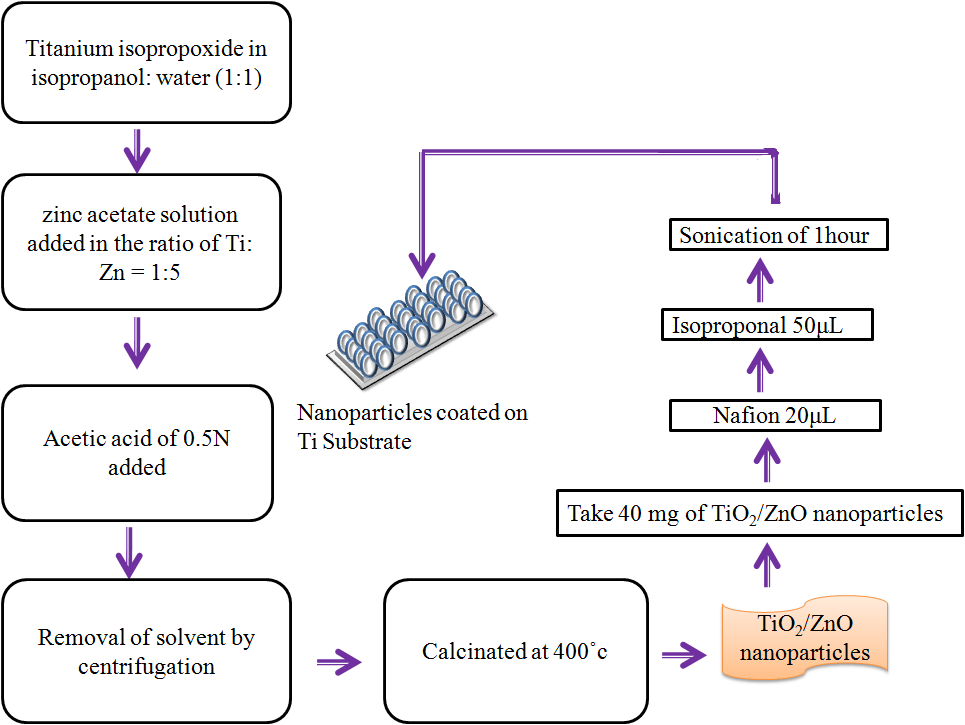 Titanium isopropoxide in
isopropanol: water (1:1)
zinc acetate solution
added in the ratio of Ti:
Zn = 1:5
Acetic acid of 0.5N
added
Removal of solvent by
centrifugation
Calcinated at 400˚c
TiO₂/ZnO
nanoparticles
Take 40 mg of TiO₂/ZnO nanoparticles
Nafion 20µL
Isoproponal 50µL
Sonication of 1hour
Nanoparticles coated on
Ti Substrate